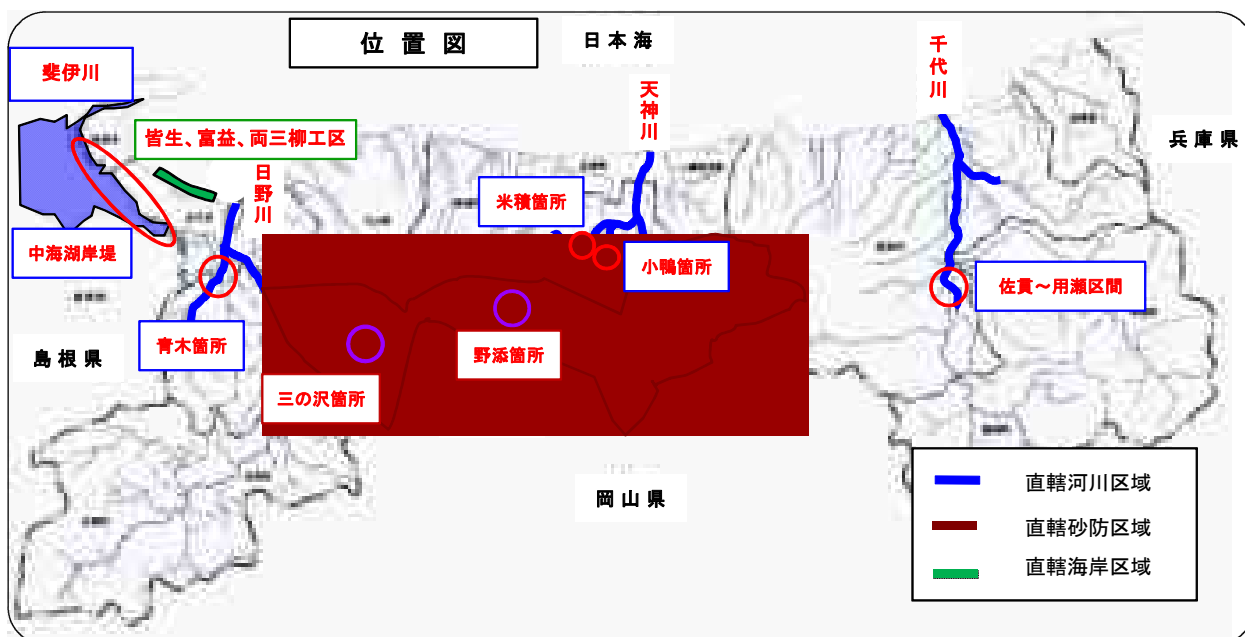 位置図
日本海
千代川
斐伊川
天神川
兵庫県
皆生、富益、両三柳工区
日野川
米積箇所
中海湖岸堤
小鴨箇所
佐貫～用瀬区間
青木箇所
島根県
野添箇所
三の沢箇所
岡山県
直轄河川区域
直轄砂防区域
直轄海岸区域